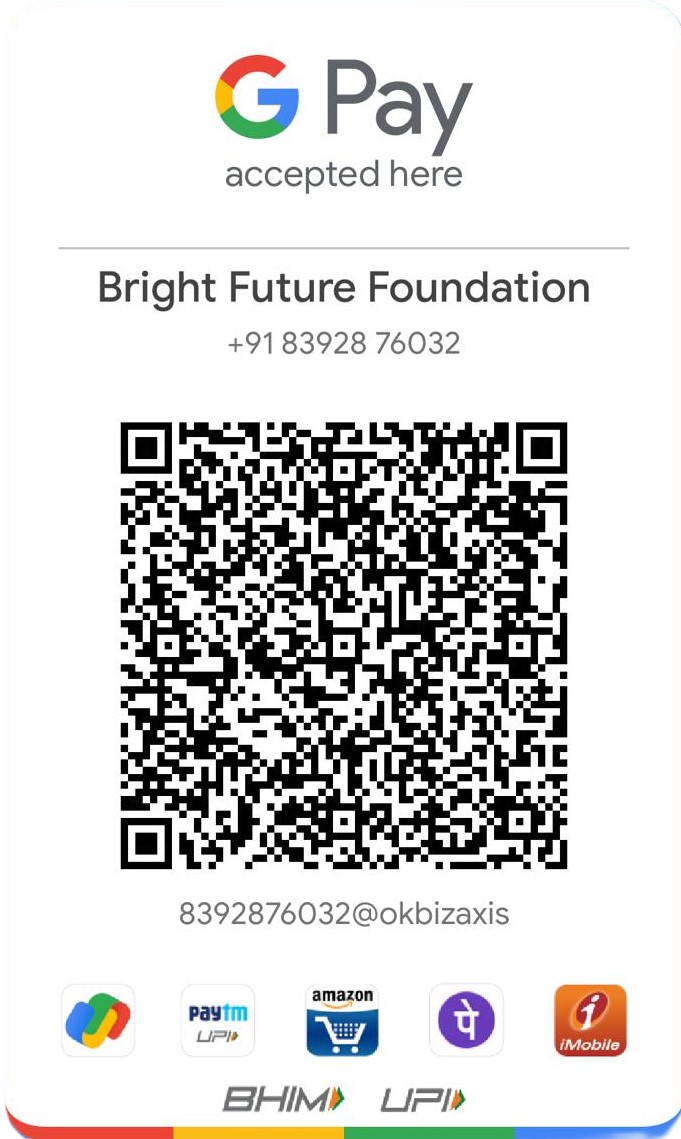 G Pay
accepted here
Bright Future Foundation
+91 83928 76032
8392876032@okbizaxis
paytm
UPI
amazon
पे
i
iMobile
BHIM UPI